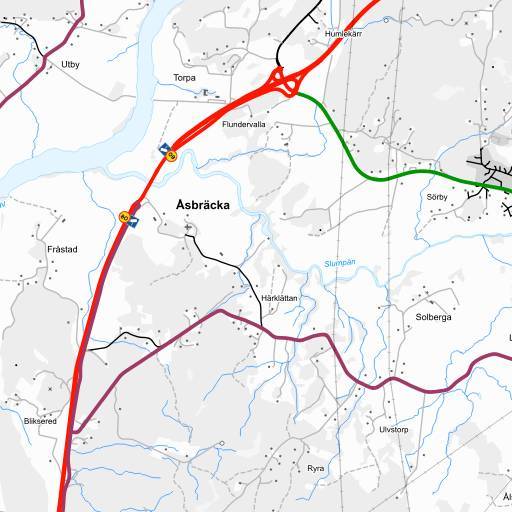 Humlekärr
Utby
Torpa
Flundervalla
Sörby
Åsbräcka
Fråstad
Slumpån
Härklättan
Solberga
Bliksered
Ulvstorp
Ryra